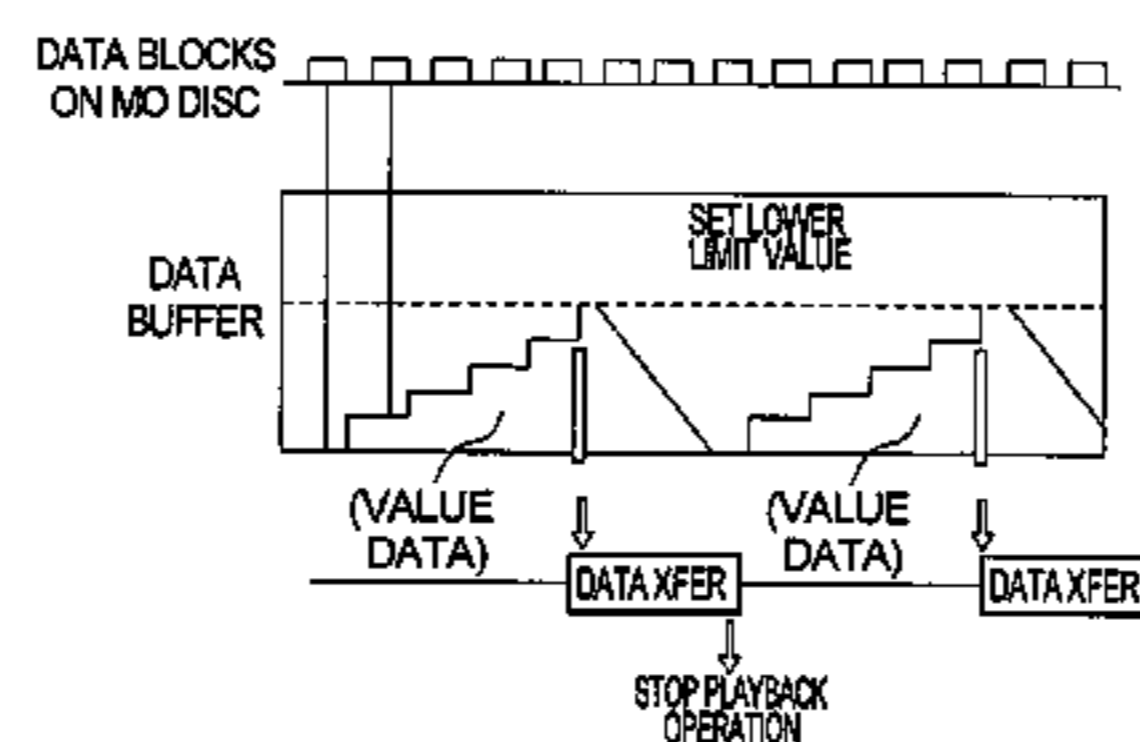 DATA BLOCKS
ON MO DISC
SET LOWER
LIMIT VALUE
DATA
BUFFER
(VALUE
DATA)
(VALUE
DATA)
DATA XFER
DATA XFER
STOP PLAYBACK
OPERATION